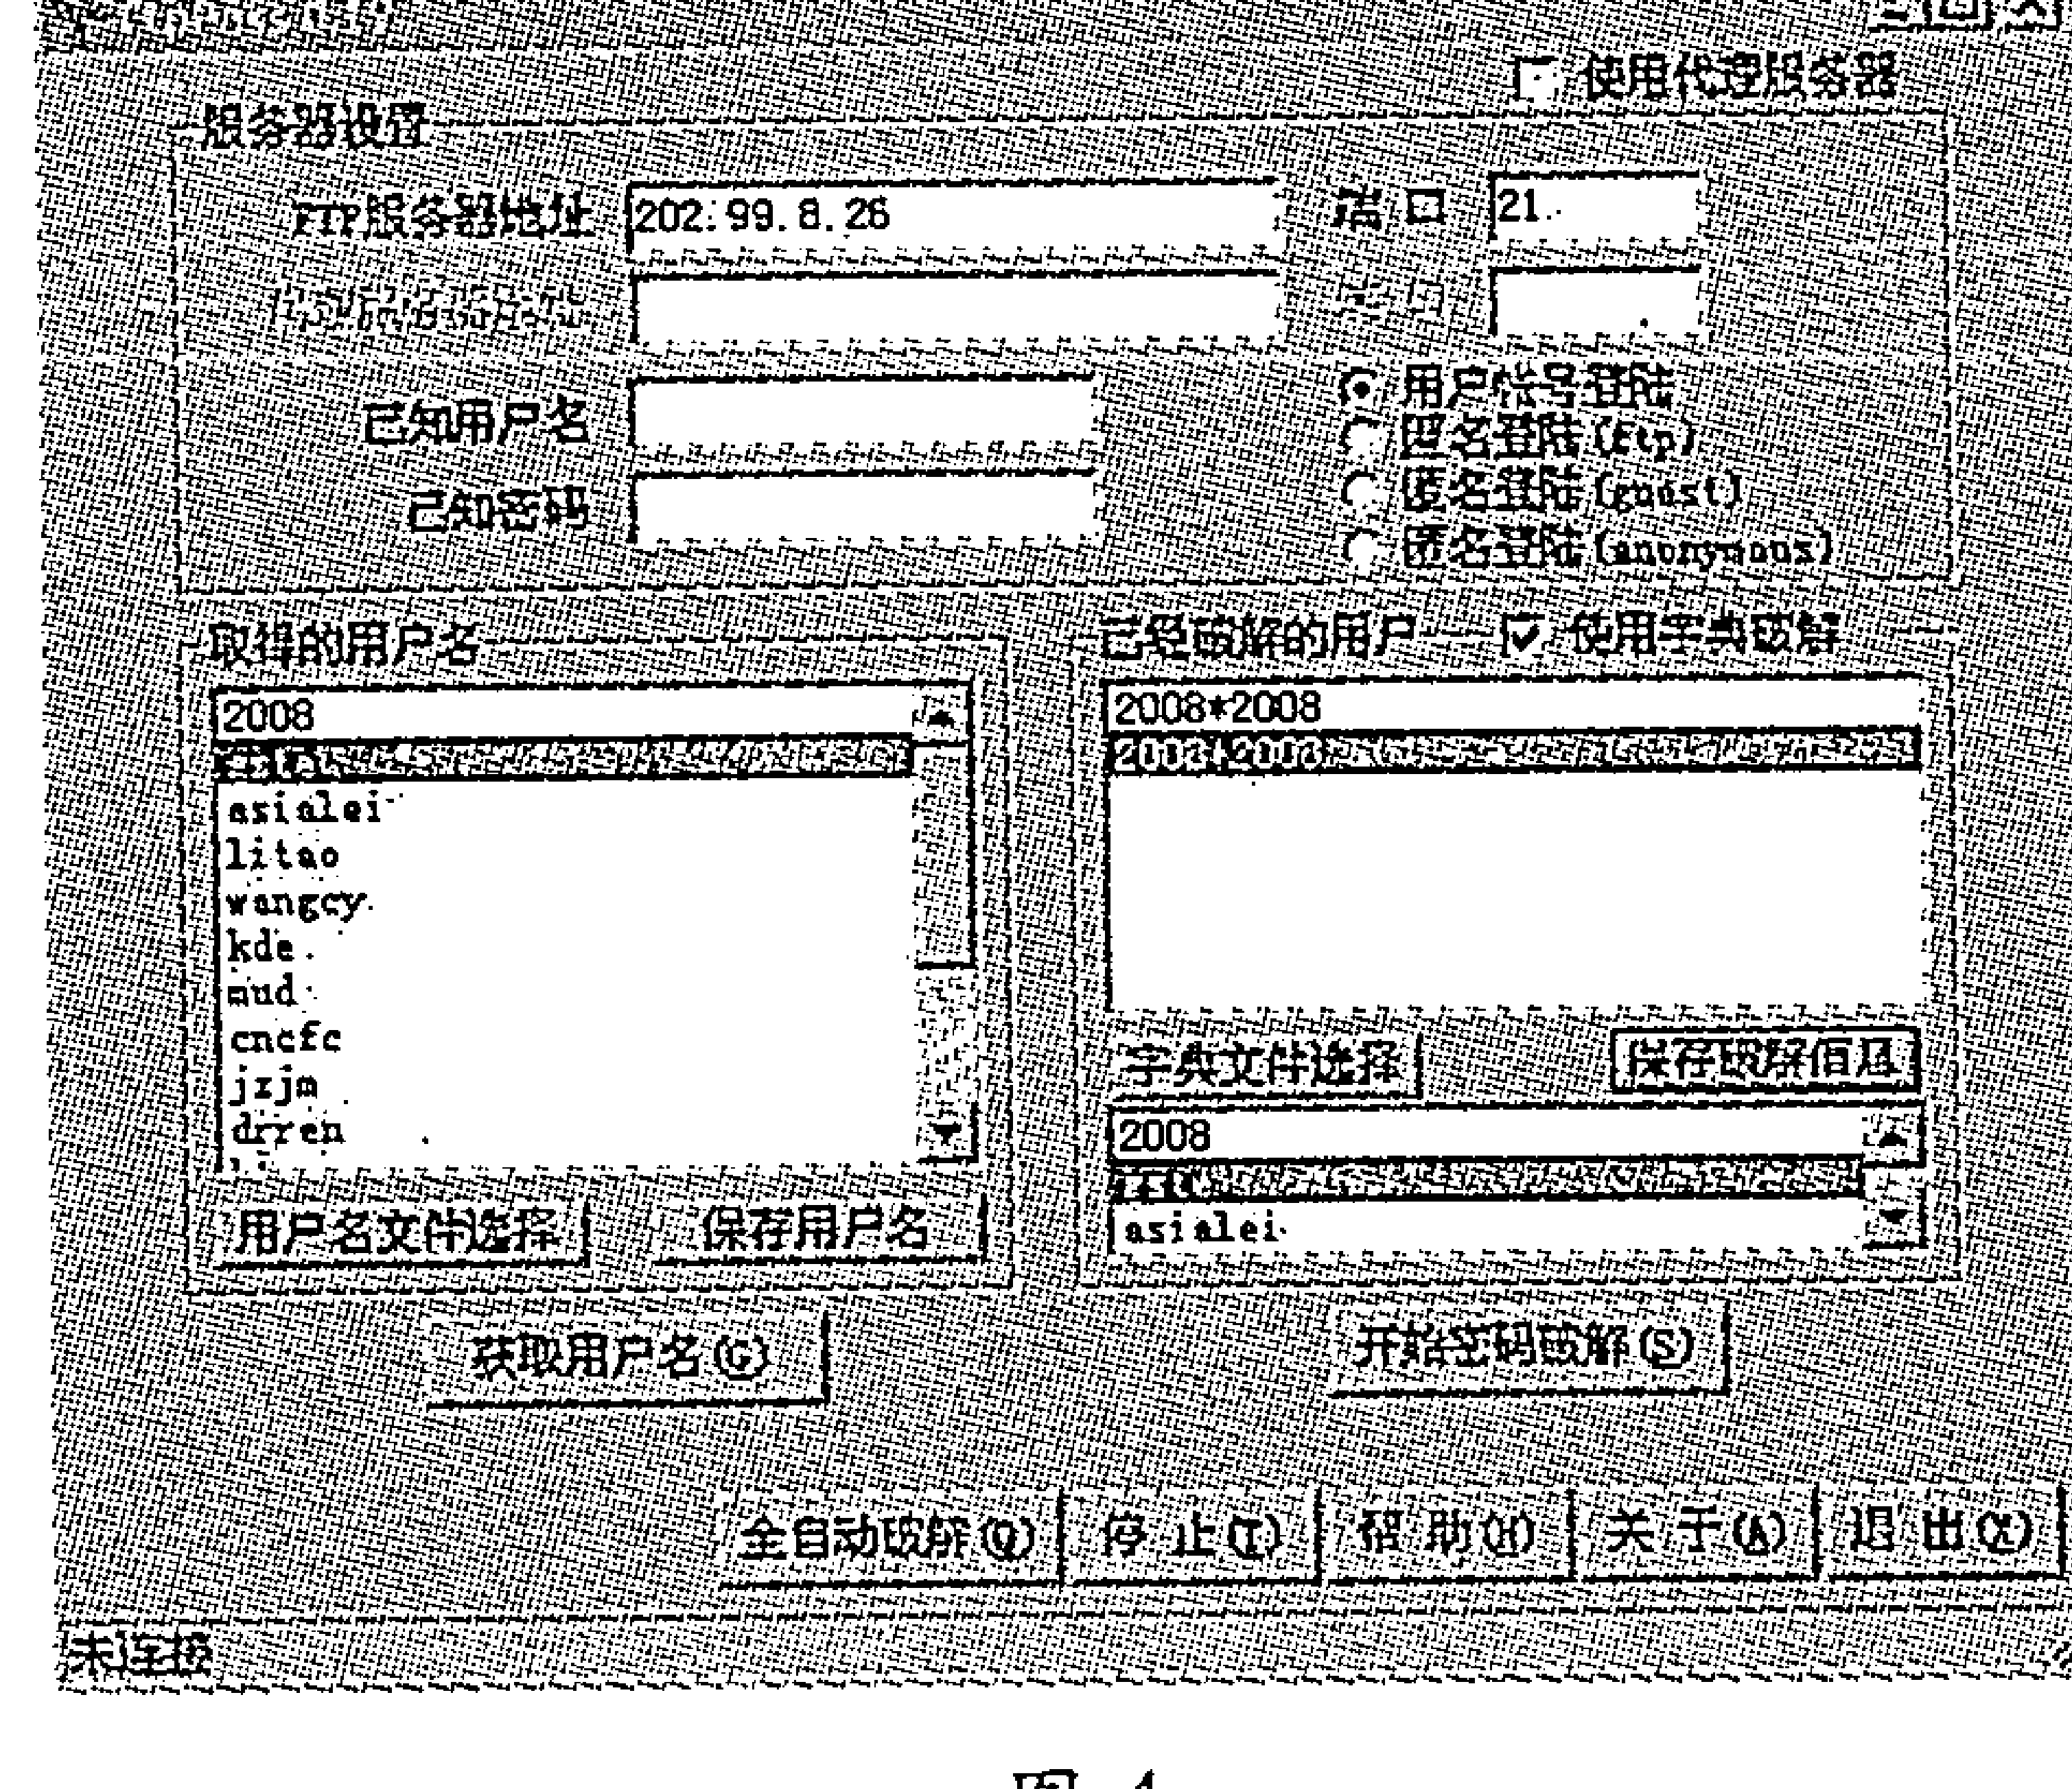 使用代理服务器
服务器设置
FTP服务器地址 202.99.8.26 端口 21
端口
已知用户名
用户帐号登陆
匿名登陆(ftp)
已知密码
匿名登陆(guest)
匿名登陆(anonymous)
取得的用户名
2008
asialei
litao
wangcy
kde
mud
cncfc
jzjm
drren
用户名文件选择 保存用户名
已经破解的用户 使用字典破解
2008*2008
字典文件选择 保存破解信息
2008
asialei
获取用户名(G) 开始密码破解(S)
全自动破解(Q) 停止(T) 帮助(H) 关于(A) 退出(X)
未连接
图 4